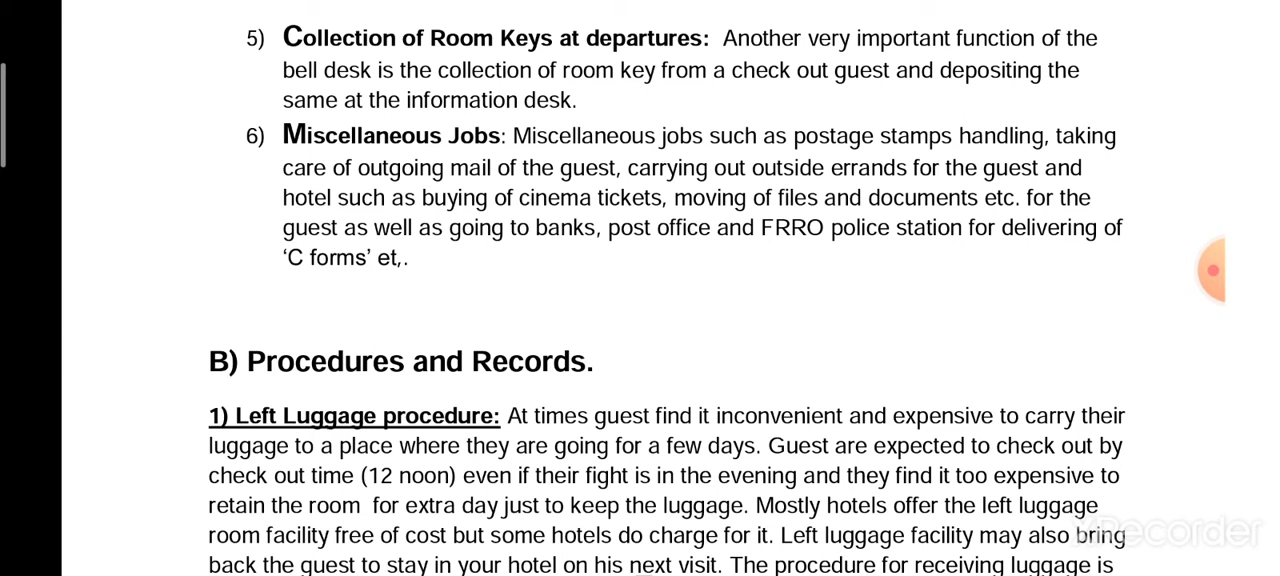 5) Collection of Room Keys at departures: Another very important function of the
bell desk is the collection of room key from a check out guest and depositing the
same at the information desk.
6) Miscellaneous Jobs: Miscellaneous jobs such as postage stamps handling, taking
care of outgoing mail of the guest, carrying out outside errands for the guest and
hotel such as buying of cinema tickets, moving of files and documents etc. for the
guest as well as going to banks, post office and FRRO police station for delivering of
‘C forms’ et,.
B) Procedures and Records.
1) Left Luggage procedure: At times guest find it inconvenient and expensive to carry their
luggage to a place where they are going for a few days. Guest are expected to check out by
check out time (12 noon) even if their fight is in the evening and they find it too expensive to
retain the room for extra day just to keep the luggage. Mostly hotels offer the left luggage
room facility free of cost but some hotels do charge for it. Left luggage facility may also bring
back the guest to stay in your hotel on his next visit. The procedure for receiving luggage is
XRecorder